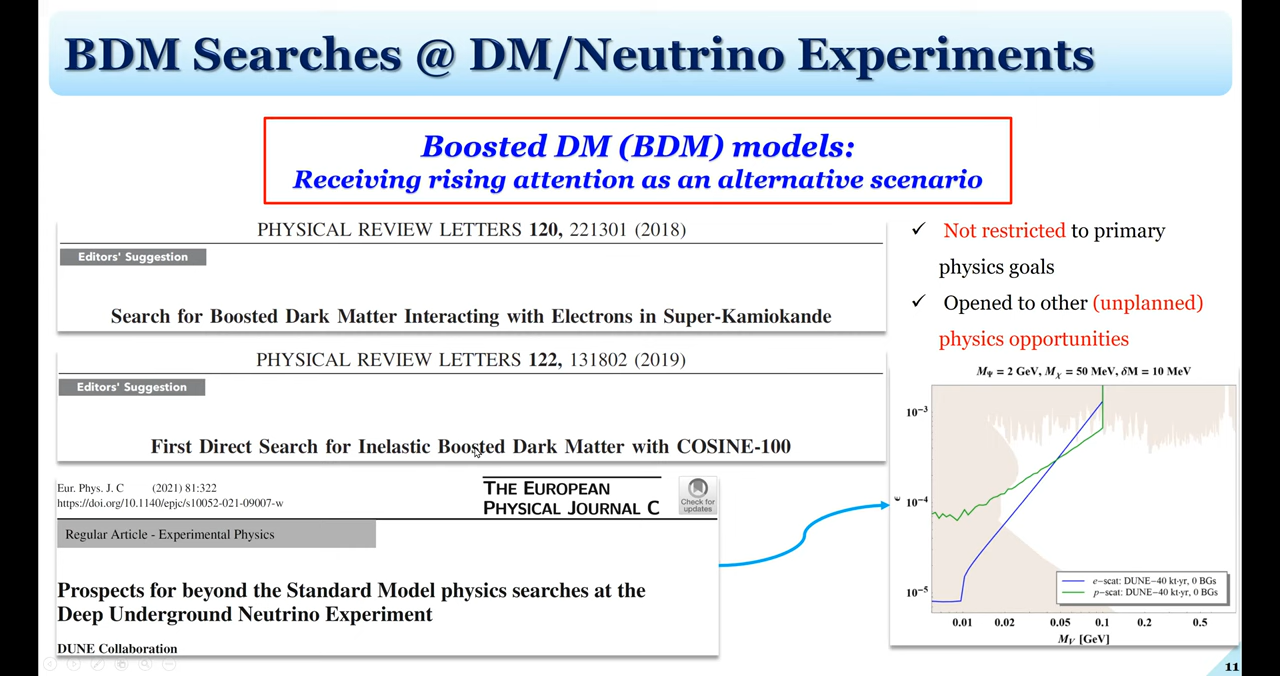 BDM Searches @ DM/Neutrino Experiments
Boosted DM (BDM) models:
Receiving rising attention as an alternative scenario
PHYSICAL REVIEW LETTERS 120, 221301 (2018)
Editors' Suggestion
Search for Boosted Dark Matter Interacting with Electrons in Super-Kamiokande
PHYSICAL REVIEW LETTERS 122, 131802 (2019)
Editors' Suggestion
First Direct Search for Inelastic Boosted Dark Matter with COSINE-100
Eur. Phys. J. C (2021) 81:322
https://doi.org/10.1140/epjc/s10052-021-09007-w
THE EUROPEAN
PHYSICAL JOURNAL C
Check for
updates
Regular Article - Experimental Physics
Prospects for beyond the Standard Model physics searches at the
Deep Underground Neutrino Experiment
DUNE Collaboration
✓ Not restricted to primary
physics goals
✓ Opened to other (unplanned)
physics opportunities
MΨ = 2 GeV, Mχ = 50 MeV, δM = 10 MeV
10⁻³
10⁻⁴
10⁻⁵
ϵ
e-scat: DUNE-40 kt·yr, 0 BGs
p-scat: DUNE-40 kt·yr, 0 BGs
0.01 0.02 0.05 0.1 0.2 0.5
MV [GeV]
11